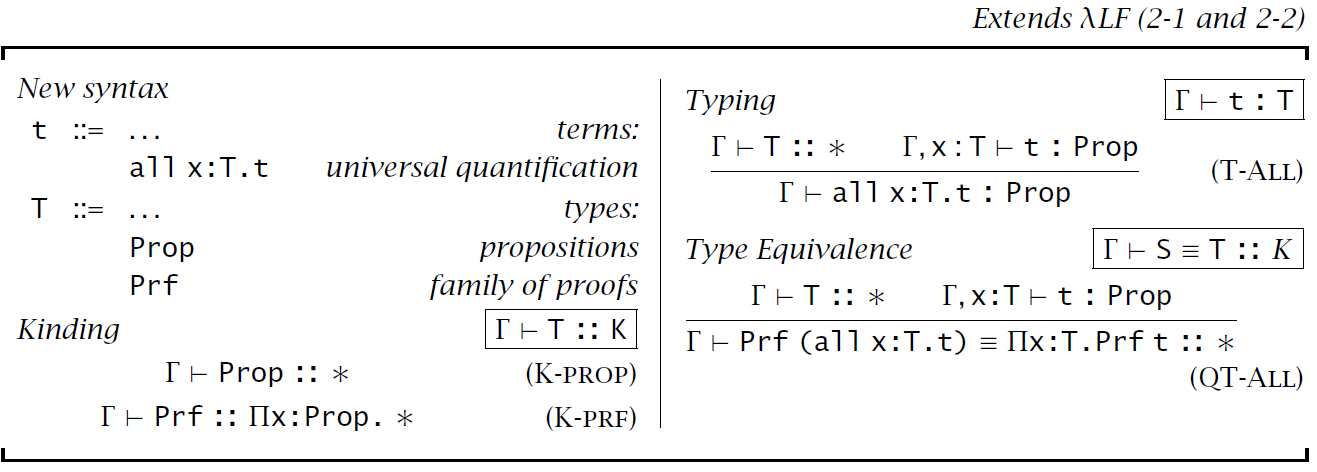 Extends λLF (2-1 and 2-2)
New syntax
t ::= … terms:
all x:T.t universal quantification
T ::= … types:
Prop propositions
Prf family of proofs
Kinding Γ ⊢ T :: K
Γ ⊢ Prop :: ∗ (K-PROP)
Γ ⊢ Prf :: Πx:Prop. ∗ (K-PRF)
Typing Γ ⊢ t : T
Γ ⊢ T :: ∗ Γ, x : T ⊢ t : Prop
Γ ⊢ all x:T.t : Prop (T-ALL)
Type Equivalence Γ ⊢ S ≡ T :: K
Γ ⊢ T :: ∗ Γ, x:T ⊢ t : Prop
Γ ⊢ Prf (all x:T.t) ≡ Πx:T.Prf t :: ∗
(QT-ALL)